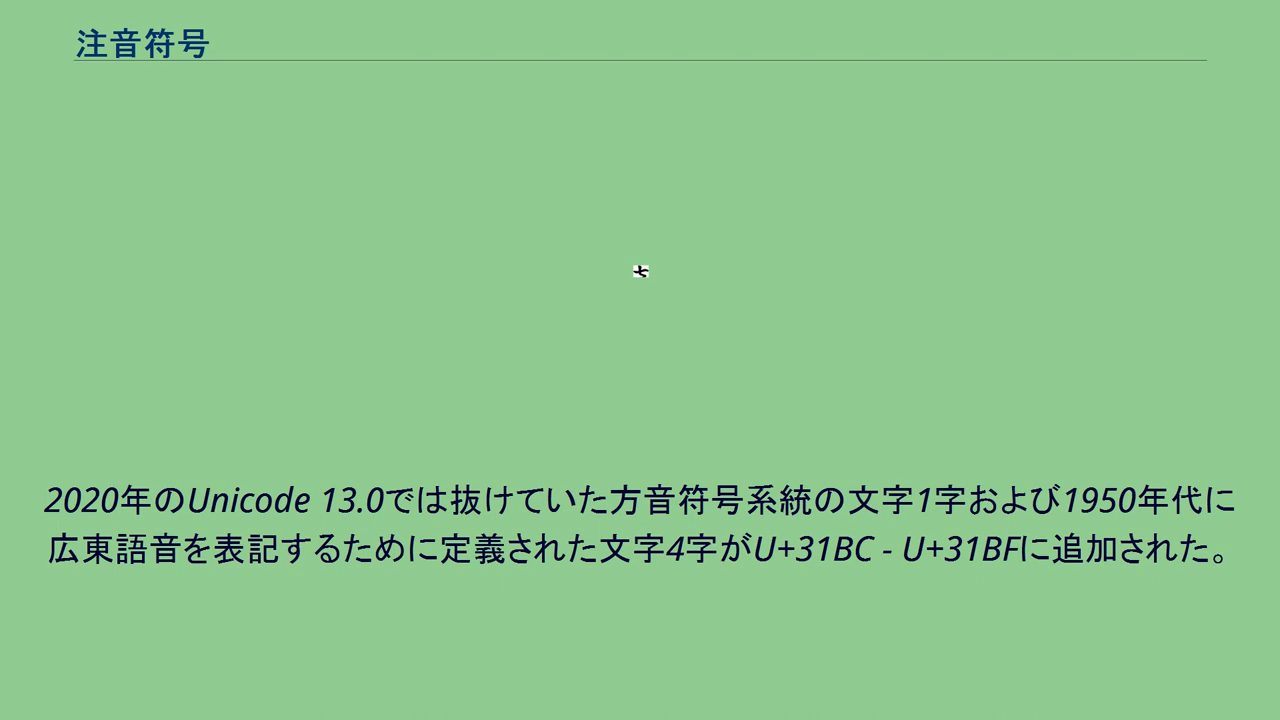 注音符号
2020年のUnicode 13.0では抜けていた方音符号系統の文字1字および1950年代に
広東語音を表記するために定義された文字4字がU+31BC - U+31BFに追加された。